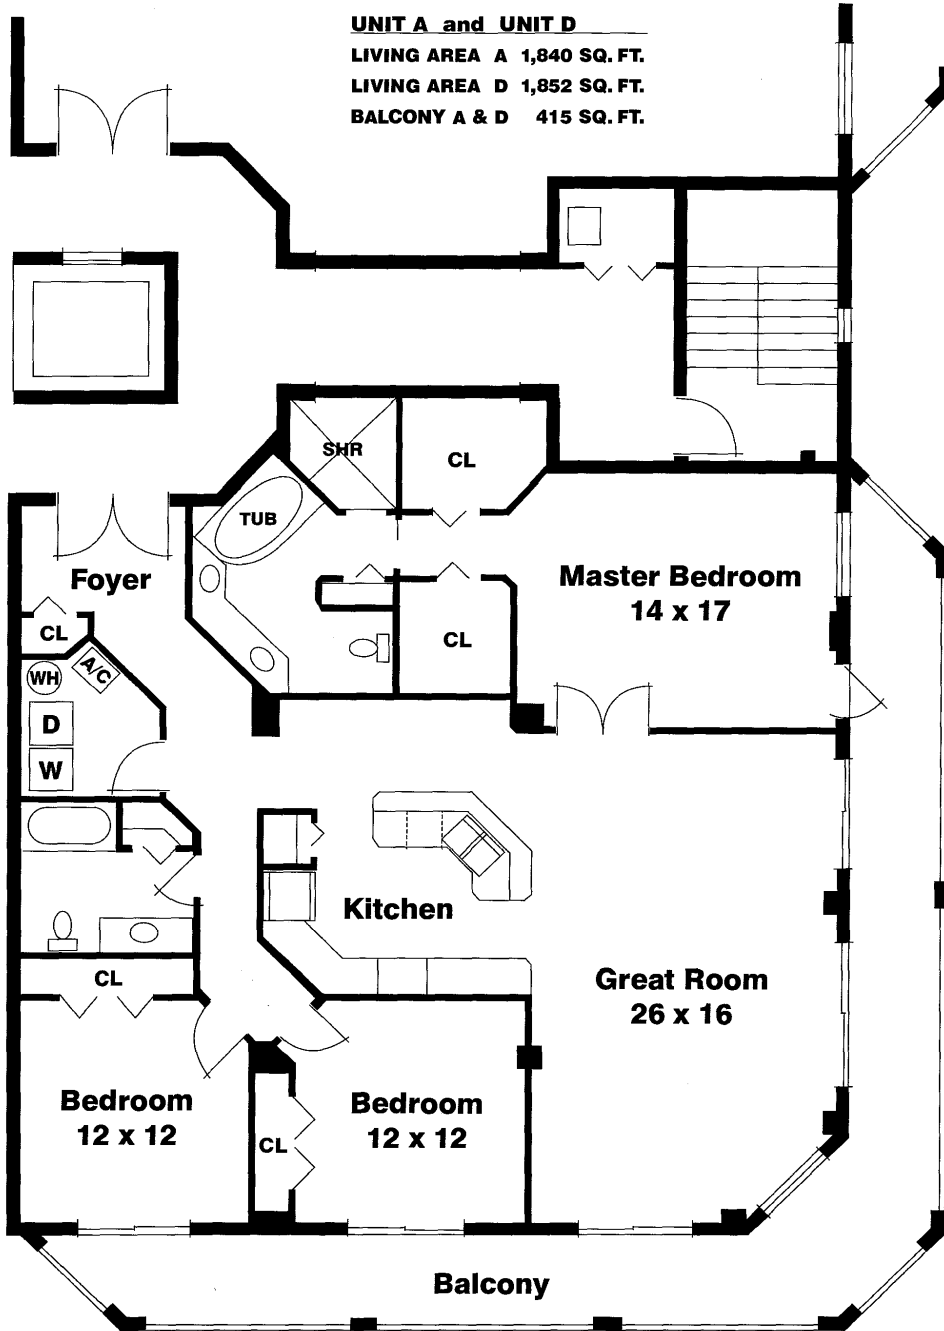 UNIT A and UNIT D
LIVING AREA A 1,840 SQ. FT.
LIVING AREA D 1,852 SQ. FT.
BALCONY A & D 415 SQ. FT.
SHR
CL
TUB
Foyer
Master Bedroom
14 x 17
CL
CL
A/C
WH
D
W
Kitchen
Great Room
26 x 16
CL
Bedroom
12 x 12
Bedroom
12 x 12
CL
Balcony